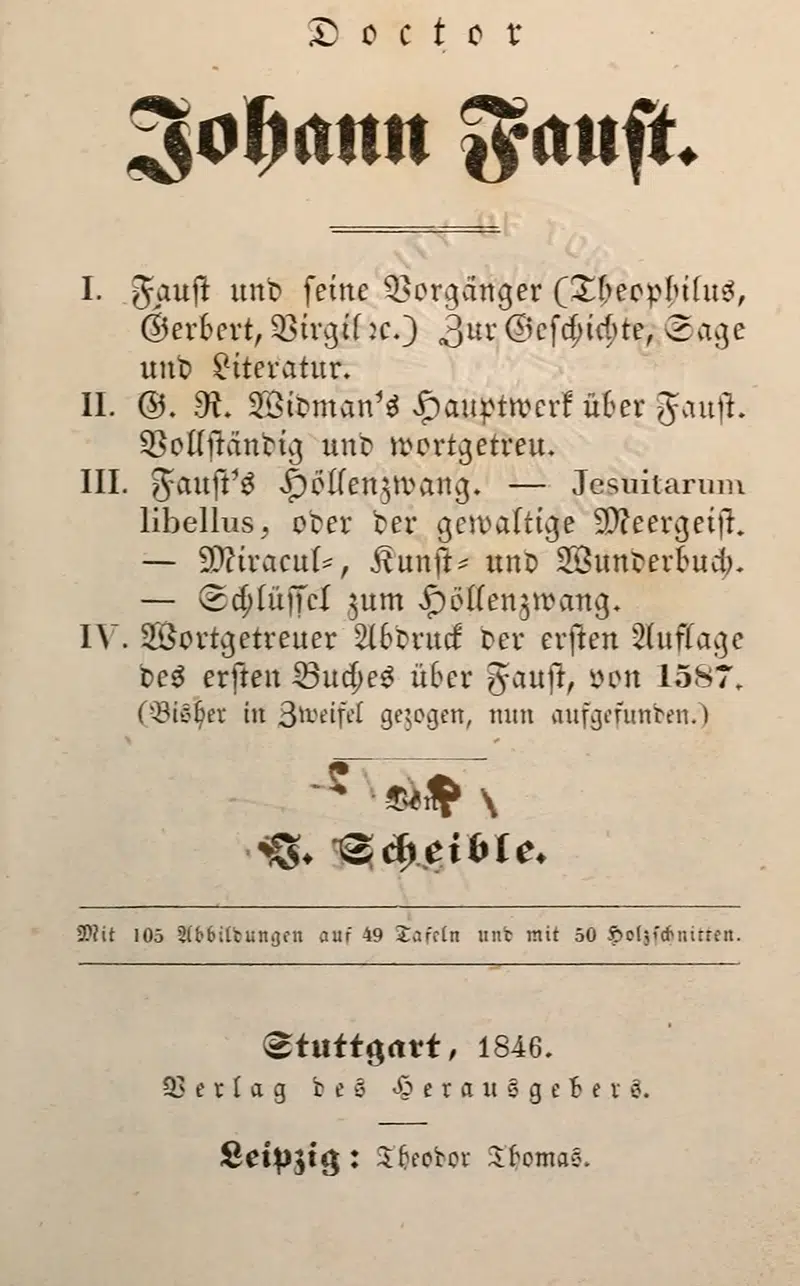 Doctor
Johann Faust.
I. Faust und seine Vorgänger (Theophilus,
Gerbert, Virgil ꝛc.) Zur Geschichte, Sage
und Literatur.
II. G. R. Widman's Hauptwerk über Faust.
Vollständig und wortgetreu.
III. Faust's Höllenzwang. — Jesuitarum
libellus, oder der gewaltige Meergeist.
— Miracul-, Kunst- und Wunderbuch.
— Schlüssel zum Höllenzwang.
IV. Wortgetreuer Abdruck der ersten Auflage
des ersten Buches über Faust, von 1587.
(Bisher in Zweifel gezogen, nun aufgefunden.)
Scheible.
Mit 105 Abbildungen auf 49 Tafeln und mit 50 Holzschnitten.
Stuttgart, 1846.
Verlag des Herausgebers.
Leipzig: Theodor Thomas.